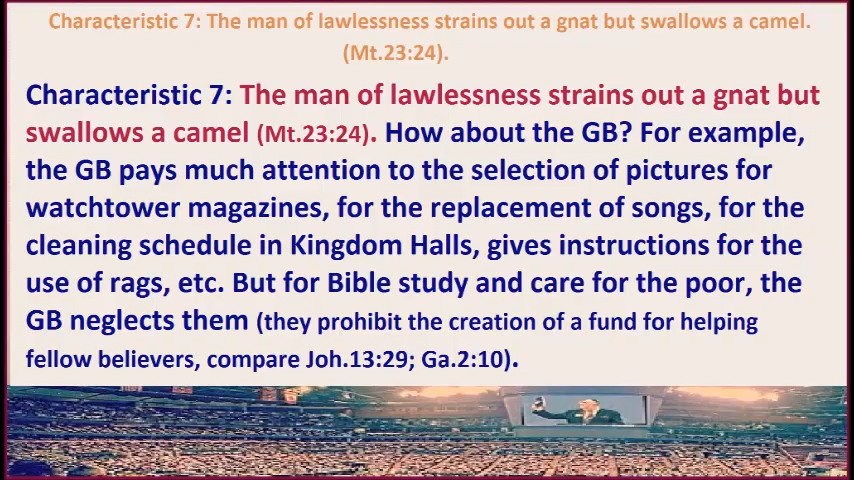 Characteristic 7: The man of lawlessness strains out a gnat but swallows a camel.
(Mt.23:24).
Characteristic 7: The man of lawlessness strains out a gnat but
swallows a camel (Mt.23:24). How about the GB? For example,
the GB pays much attention to the selection of pictures for
watchtower magazines, for the replacement of songs, for the
cleaning schedule in Kingdom Halls, gives instructions for the
use of rags, etc. But for Bible study and care for the poor, the
GB neglects them (they prohibit the creation of a fund for helping
fellow believers, compare Joh.13:29; Ga.2:10).